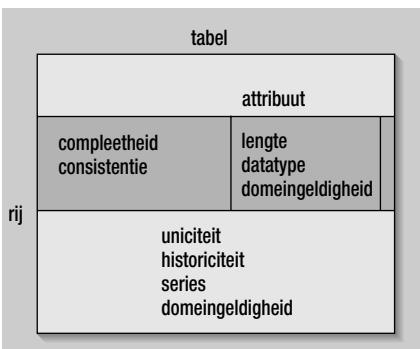 tabel
attribuut
compleetheid
consistentie
lengte
datatype
domeingeldigheid
rij
uniciteit
historiciteit
series
domeingeldigheid